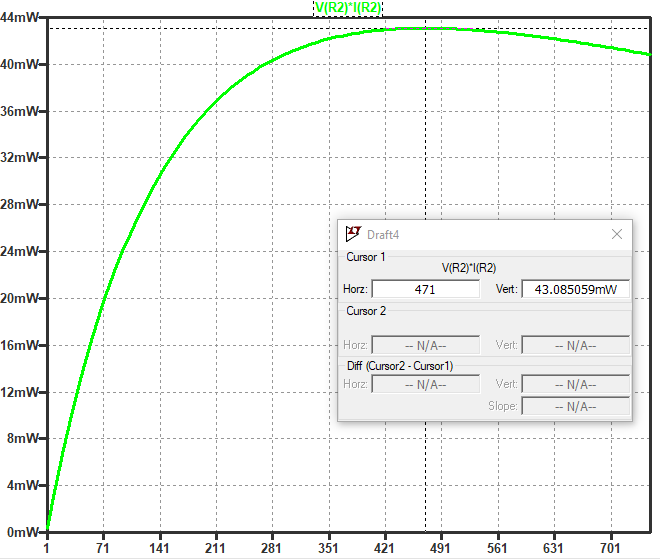 V(R2)*I(R2)
44mW
40mW
36mW
32mW
28mW
24mW
20mW
16mW
12mW
8mW
4mW
0mW
1 71 141 211 281 351 421 491 561 631 701
Draft4
Cursor 1
V(R2)*I(R2)
Horz: 471 Vert: 43.085059mW
Cursor 2
Horz: -- N/A-- Vert: -- N/A--
Diff (Cursor2 - Cursor1)
Horz: -- N/A-- Vert: -- N/A--
Slope: -- N/A--